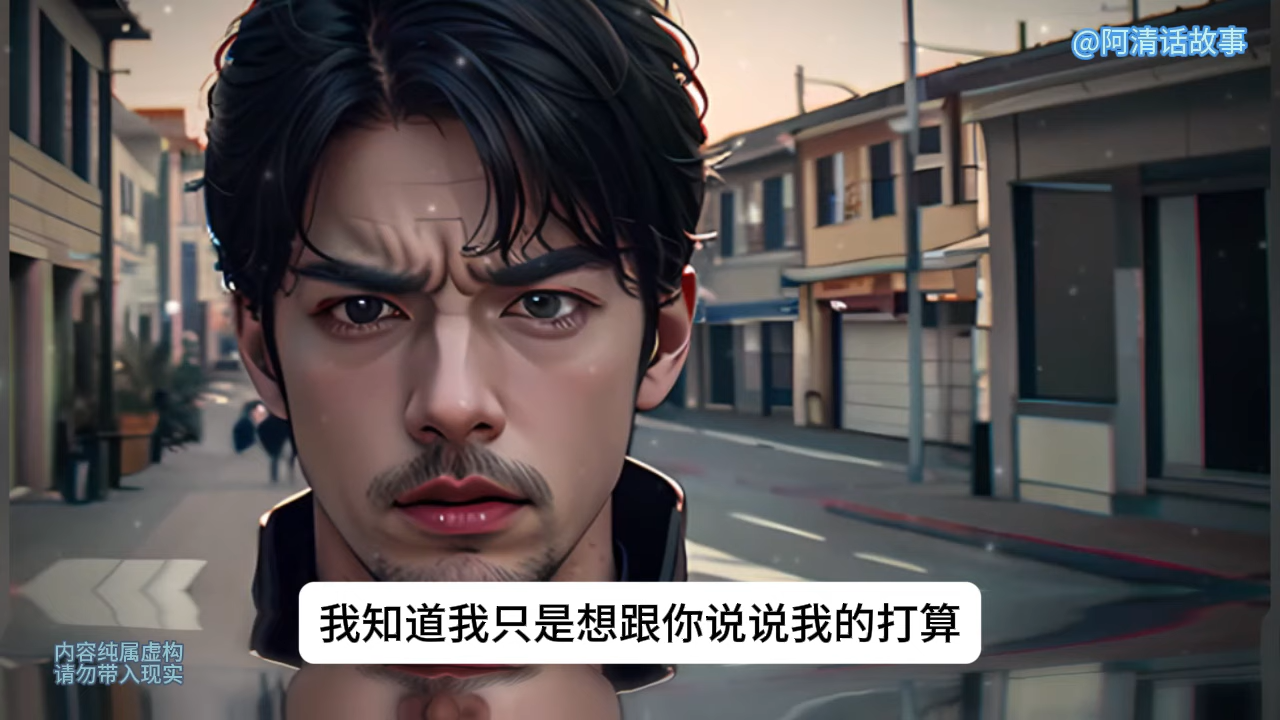 @阿清话故事
我知道我只是想跟你说说我的打算
内容纯属虚构
请勿带入现实